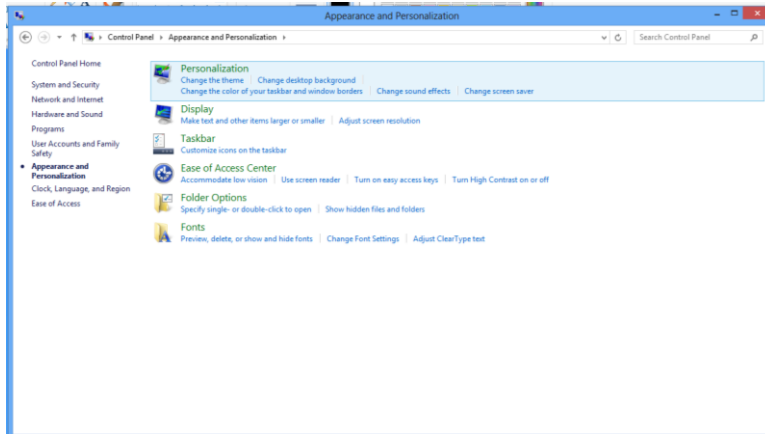 Appearance and Personalization
Control Panel Appearance and Personalization Search Control Panel
Control Panel Home
System and Security
Network and Internet
Hardware and Sound
Programs
User Accounts and Family
Safety
Appearance and
Personalization
Clock, Language, and Region
Ease of Access
Personalization
Change the theme Change desktop background
Change the color of your taskbar and window borders Change sound effects Change screen saver
Display
Make text and other items larger or smaller Adjust screen resolution
Taskbar
Customize icons on the taskbar
Ease of Access Center
Accommodate low vision Use screen reader Turn on easy access keys Turn High Contrast on or off
Folder Options
Specify single- or double-click to open Show hidden files and folders
Fonts
Preview, delete, or show and hide fonts Change Font Settings Adjust ClearType text